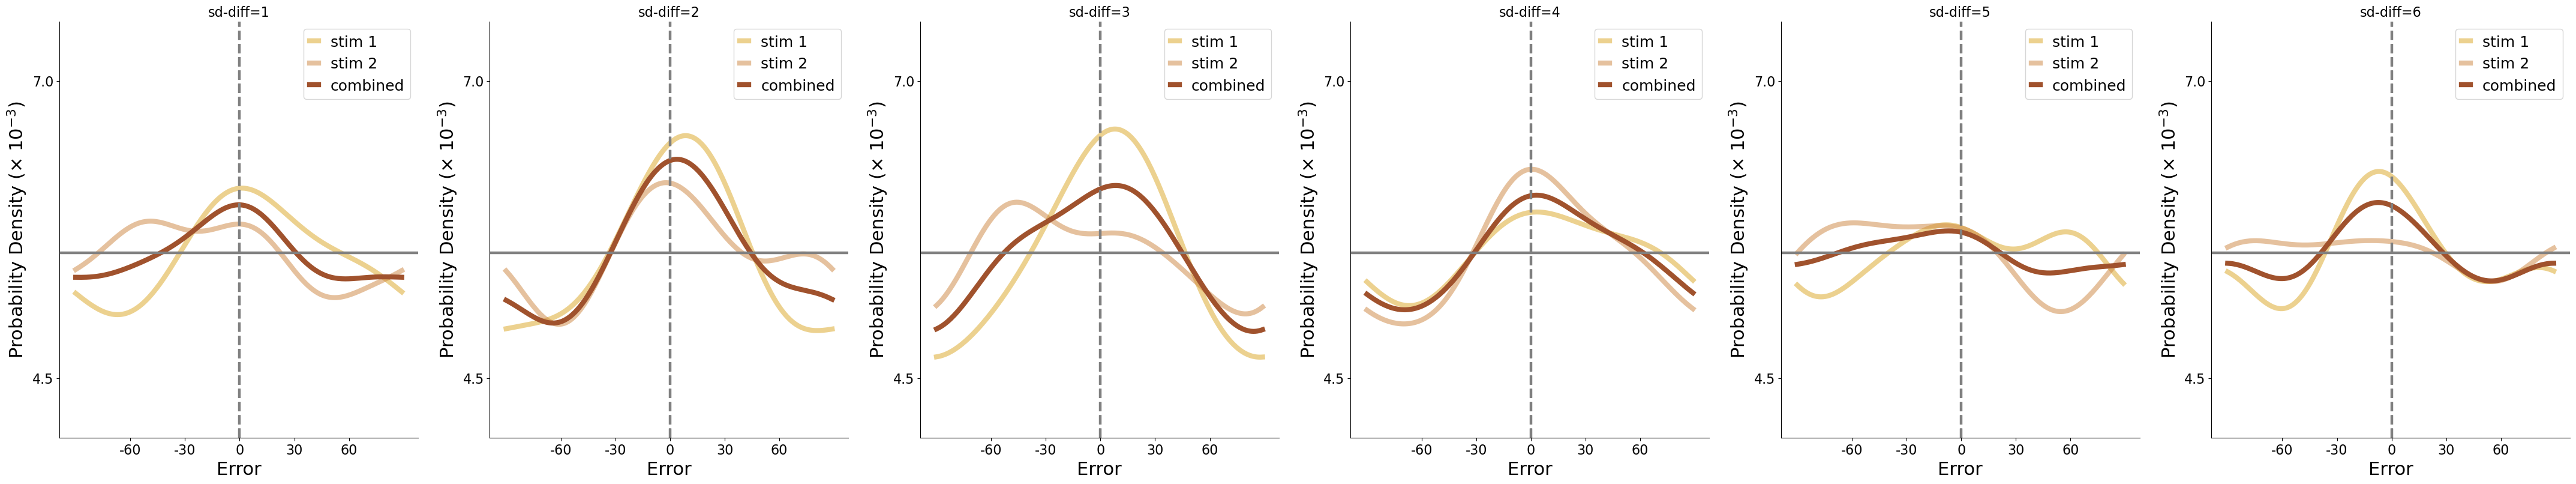 sd-diff=1
stim 1
stim 2
combined
Probability Density (× 10⁻³)
7.0
4.5
-60 -30 0 30 60
Error
sd-diff=2
stim 1
stim 2
combined
Probability Density (× 10⁻³)
7.0
4.5
-60 -30 0 30 60
Error
sd-diff=3
stim 1
stim 2
combined
Probability Density (× 10⁻³)
7.0
4.5
-60 -30 0 30 60
Error
sd-diff=4
stim 1
stim 2
combined
Probability Density (× 10⁻³)
7.0
4.5
-60 -30 0 30 60
Error
sd-diff=5
stim 1
stim 2
combined
Probability Density (× 10⁻³)
7.0
4.5
-60 -30 0 30 60
Error
sd-diff=6
stim 1
stim 2
combined
Probability Density (× 10⁻³)
7.0
4.5
-60 -30 0 30 60
Error